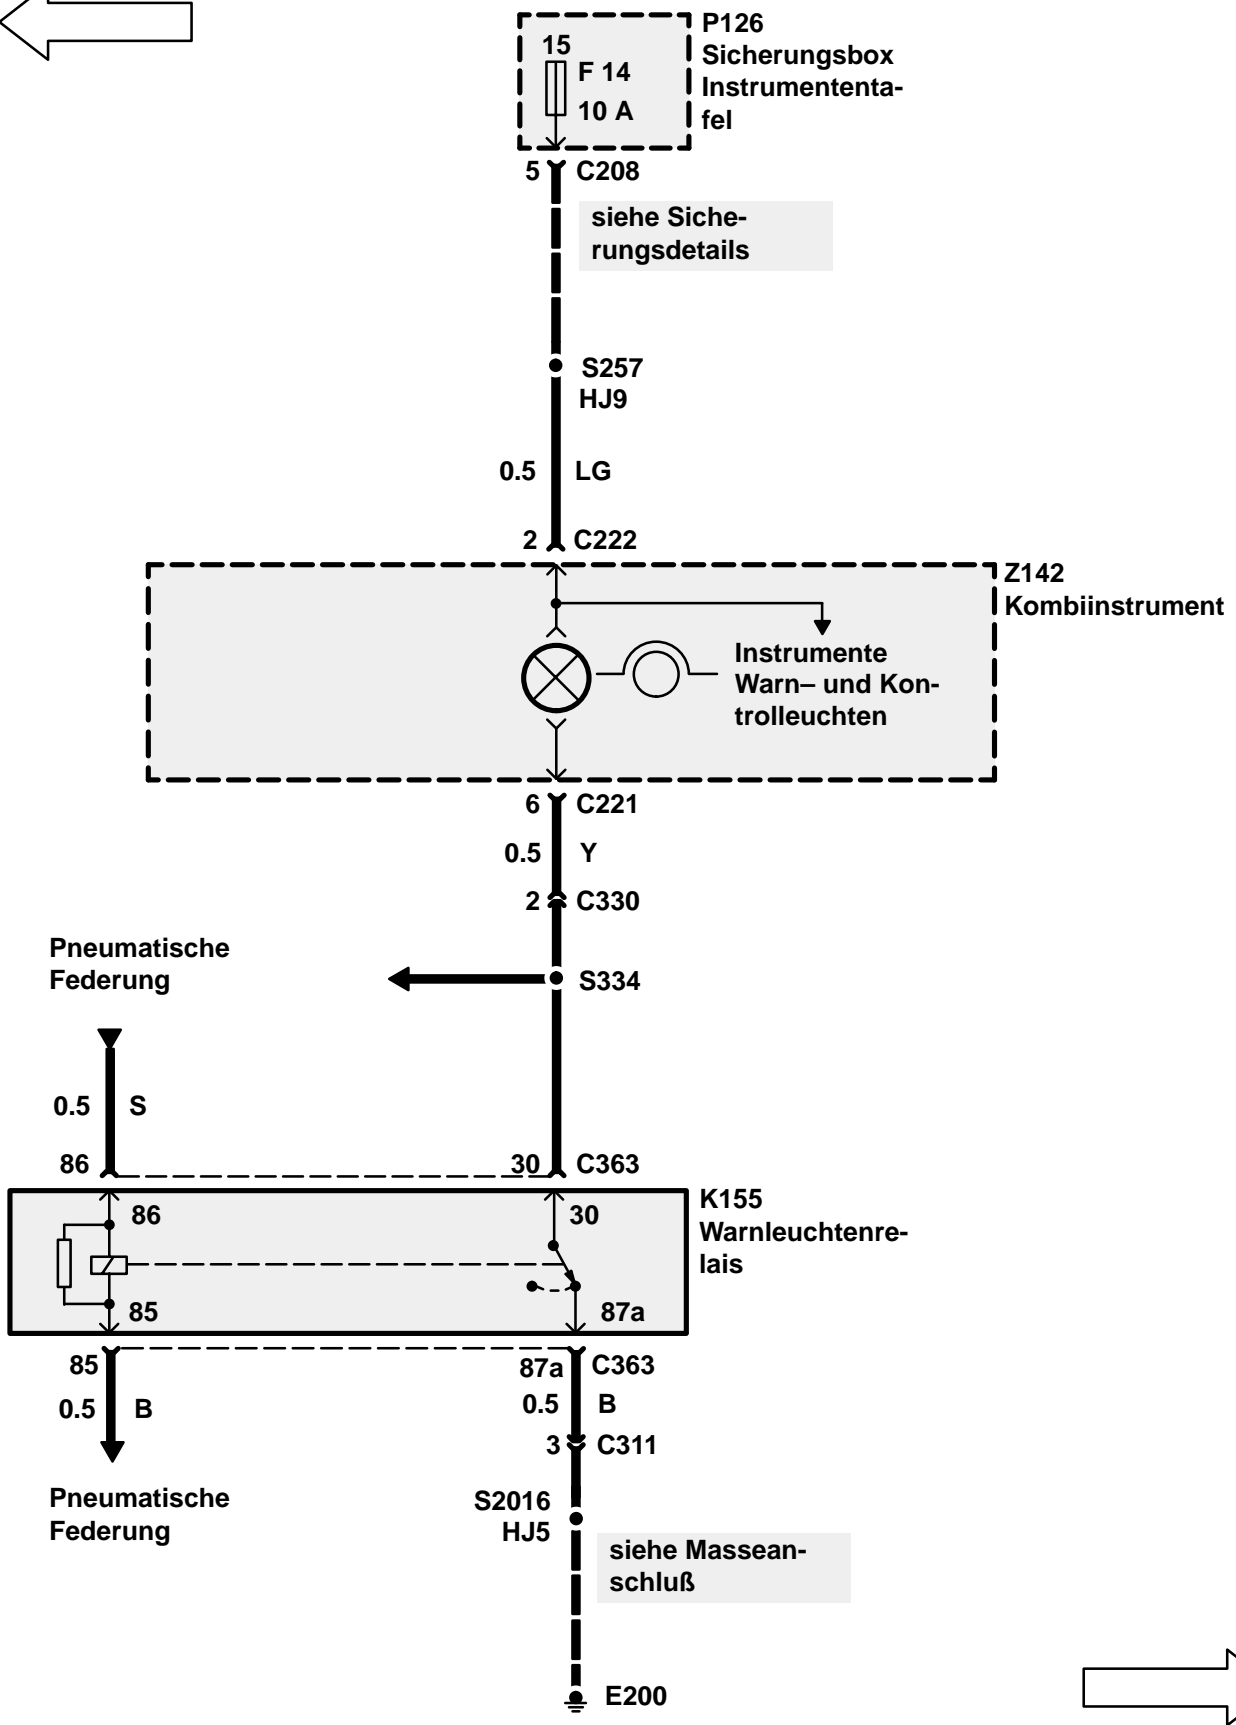 15
F 14
10 A
P126
Sicherungsbox
Instrumententa-
fel
5 C208
siehe Siche-
rungsdetails
S257
HJ9
0.5 LG
2 C222
Z142
Kombiinstrument
Instrumente
Warn– und Kon-
trolleuchten
6 C221
0.5 Y
2 C330
Pneumatische
Federung
S334
0.5 S
86 30 C363
86 30
K155
Warnleuchtenre-
lais
85 87a
85 87a C363
0.5 B 0.5 B
3 C311
Pneumatische
Federung
S2016
HJ5
siehe Massean-
schluß
E200